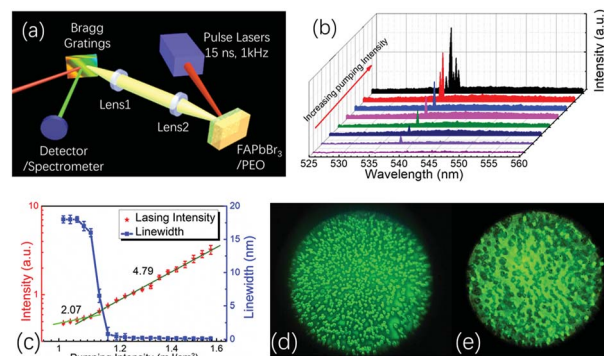 (a)
Bragg
Gratings
Pulse Lasers
15 ns, 1kHz
Lens1
Lens2
Detector
/Spectrometer
FAPbBr3
/PEO
(b)
Increasing pumping Intensity
Intensity (a.u.)
525 530 535 540 545 550 555 560
Wavelength (nm)
(c)
Intensity (a.u.)
10
1
Lasing Intensity
Linewidth
2.07
4.79
20
15
10
5
0
Linewidth (nm)
1.0 1.2 1.4 1.6
(d)
(e)